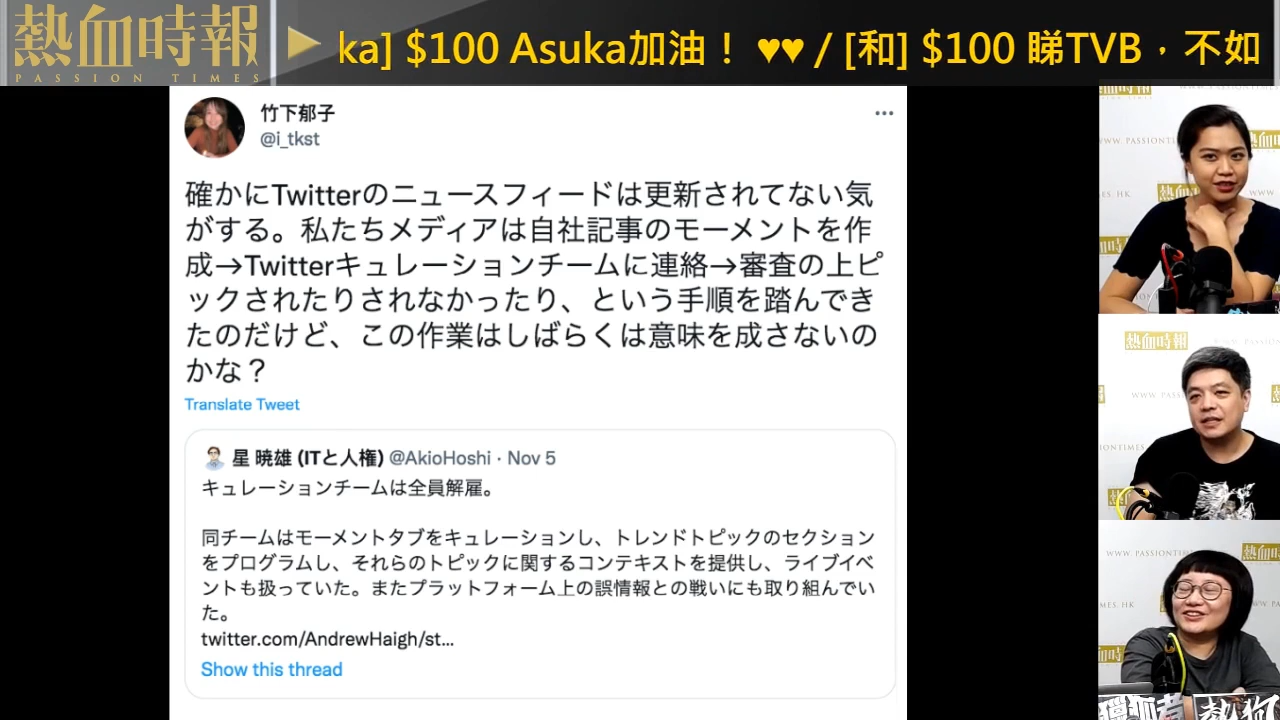 熱血時報
PASSION TIMES
ka] $100 Asuka加油！ ♥♥ / [和] $100 睇TVB，不如
竹下郁子
@i_tkst
確かにTwitterのニュースフィードは更新されてない気
がする。私たちメディアは自社記事のモーメントを作
成→Twitterキュレーションチームに連絡→審査の上ピ
ックされたりされなかったり、という手順を踏んでき
たのだけど、この作業はしばらくは意味を成さないの
かな？
Translate Tweet
星 暁雄 (ITと人権) @AkioHoshi · Nov 5
キュレーションチームは全員解雇。
同チームはモーメントタブをキュレーションし、トレンドトピックのセクション
をプログラムし、それらのトピックに関するコンテキストを提供し、ライブイベ
ントも扱っていた。またプラットフォーム上の誤情報との戦いにも取り組んでい
た。
twitter.com/AndrewHaigh/st...
Show this thread
熱血時報